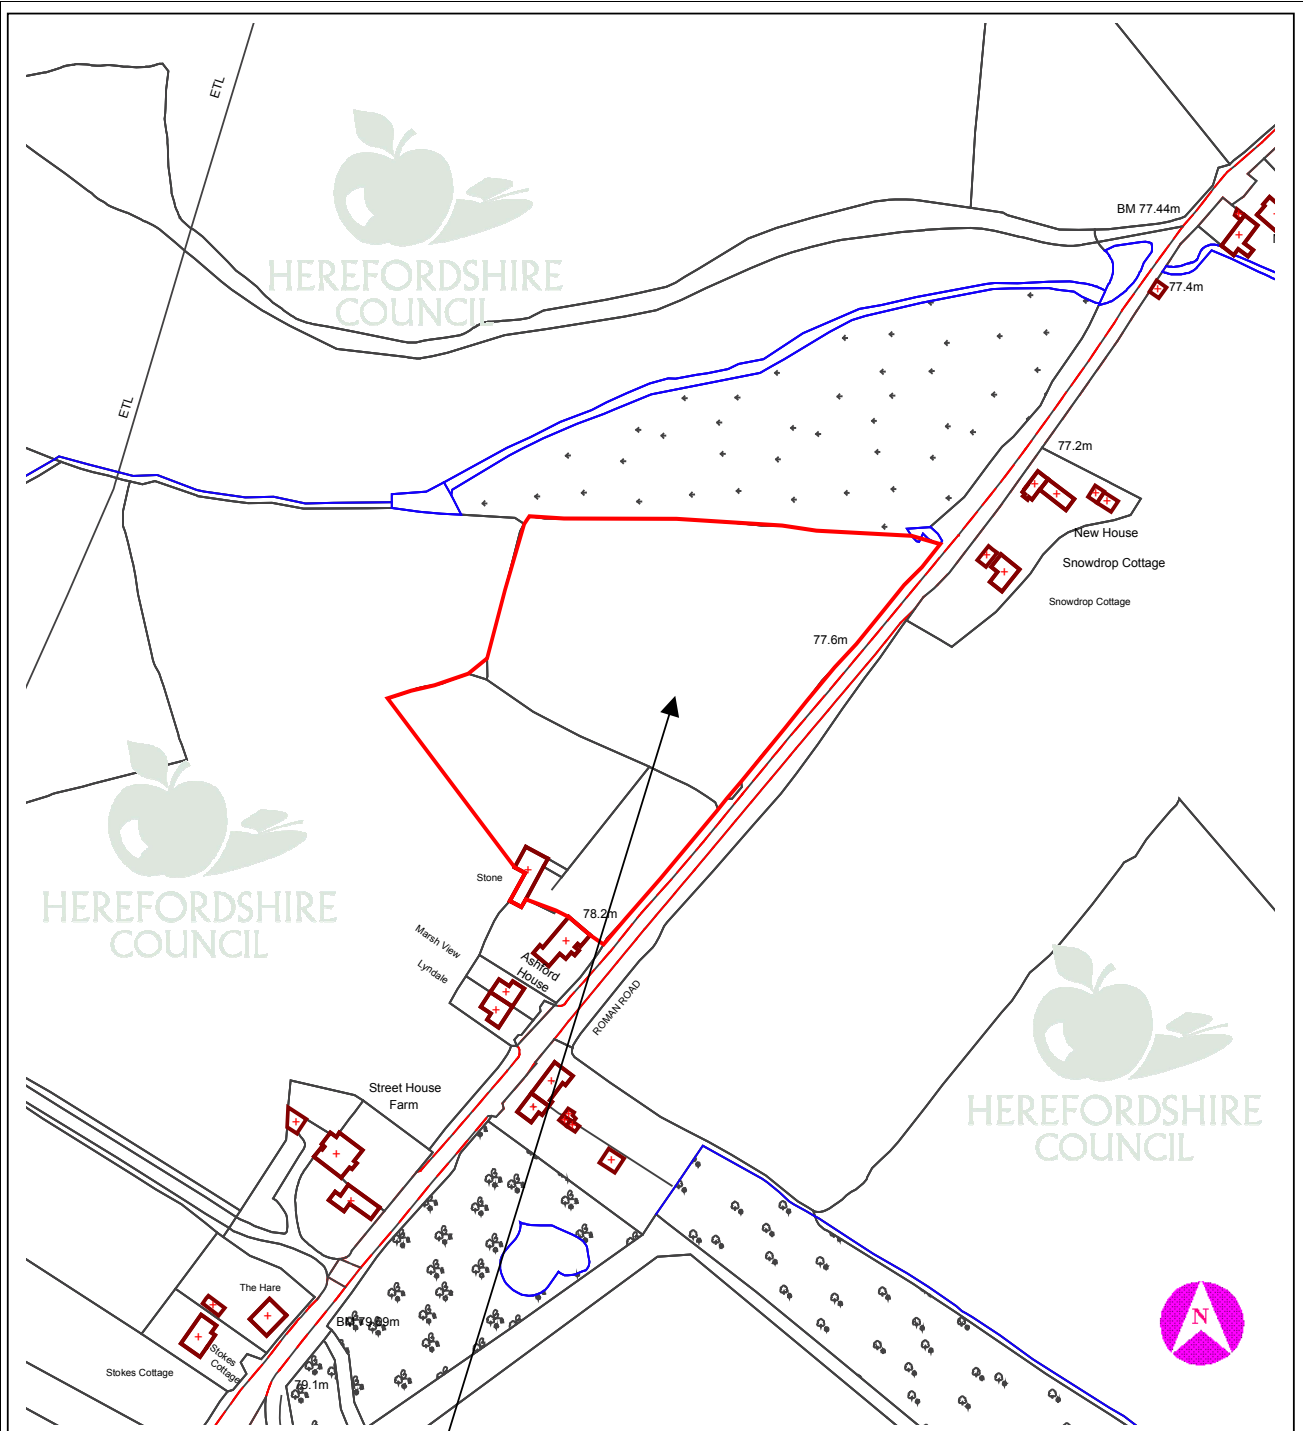 ETL
HEREFORDSHIRE
COUNCIL
BM 77.44m
77.4m
ETL
77.2m
New House
Snowdrop Cottage
Snowdrop Cottage
77.6m
HEREFORDSHIRE
COUNCIL
Stone
78.2m
Marsh View
Lyndale
Ashford
House
ROMAN ROAD
HEREFORDSHIRE
COUNCIL
Street House
Farm
The Hare
Stokes
Cottage
Stokes Cottage
79.1m
N